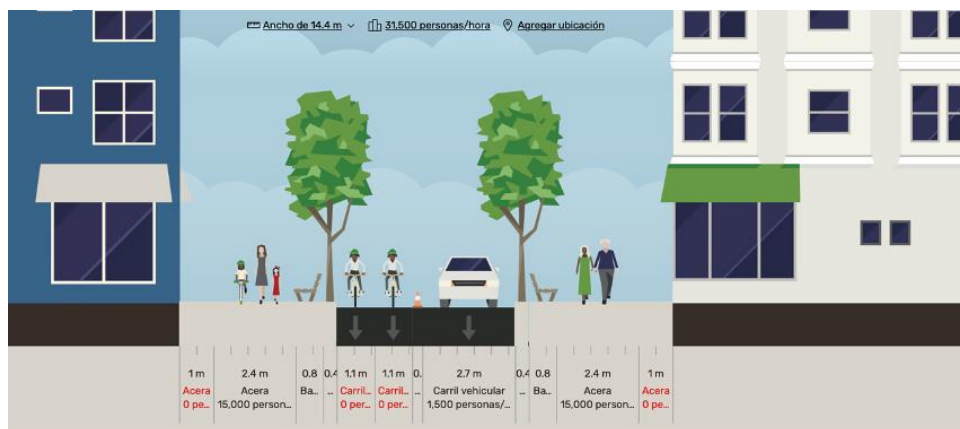 Ancho de 14.4 m 31,500 personas/hora Agregar ubicación
1 m 2.4 m 0.8 0.4 1.1 m 1.1 m 0. 2.7 m 0.4 0.8 2.4 m 1 m
Acera Acera Ba... ... Carril... Carril... ... Carril vehicular ... Ba... Acera Acera
0 pe... 15,000 person... 0 per... 0 per... 1,500 personas/... 15,000 person... 0 pe...